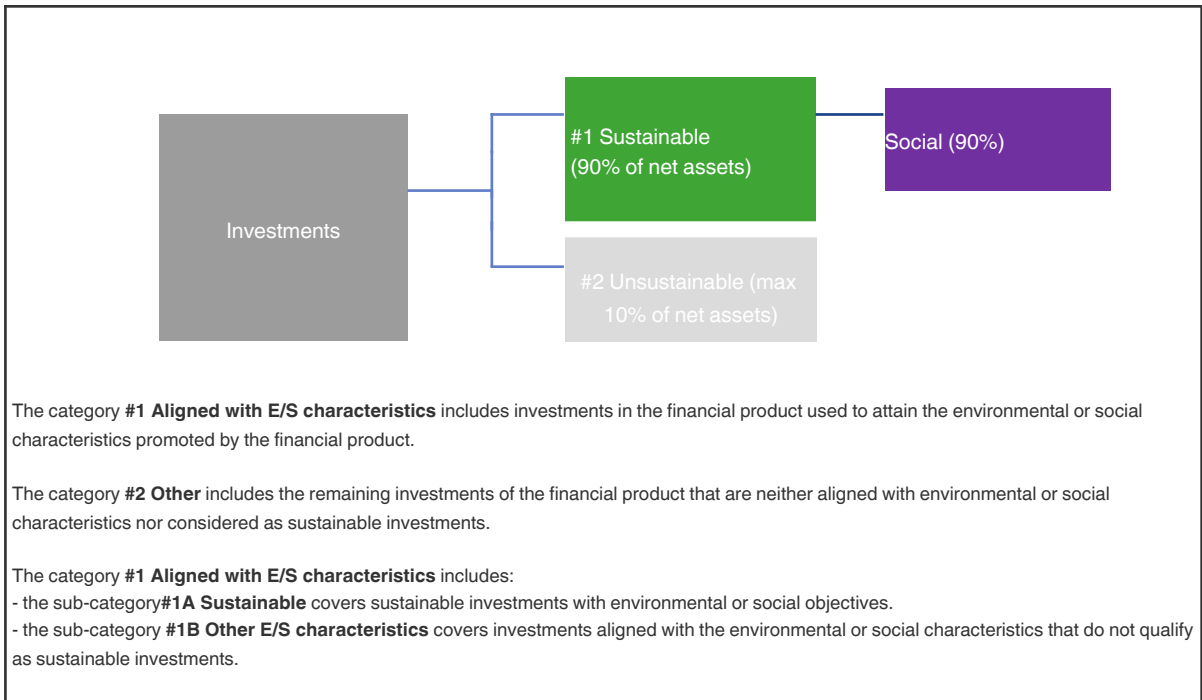 Investments
#1 Sustainable
(90% of net assets)
Social (90%)
#2 Unsustainable (max
10% of net assets)
The category #1 Aligned with E/S characteristics includes investments in the financial product used to attain the environmental or social
characteristics promoted by the financial product.
The category #2 Other includes the remaining investments of the financial product that are neither aligned with environmental or social
characteristics nor considered as sustainable investments.
The category #1 Aligned with E/S characteristics includes:
- the sub-category#1A Sustainable covers sustainable investments with environmental or social objectives.
- the sub-category #1B Other E/S characteristics covers investments aligned with the environmental or social characteristics that do not qualify
as sustainable investments.